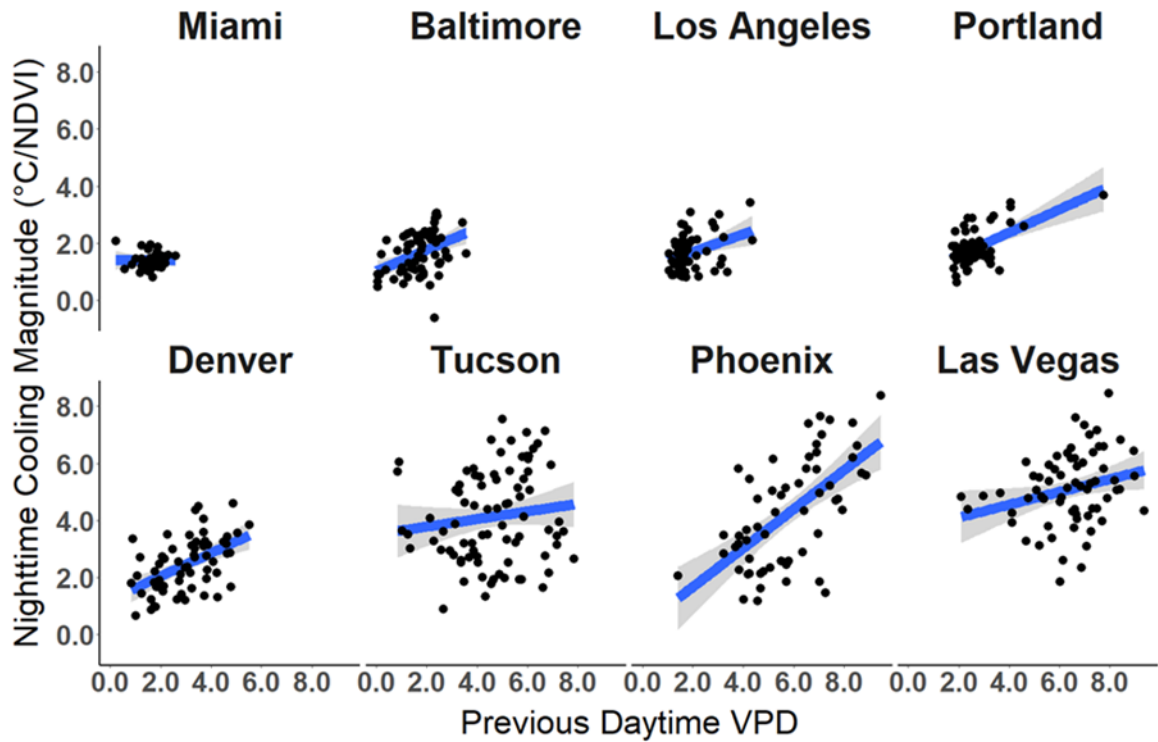 Miami Baltimore Los Angeles Portland
Nighttime Cooling Magnitude (°C/NDVI)
8.0
6.0
4.0
2.0
0.0
Denver Tucson Phoenix Las Vegas
8.0
6.0
4.0
2.0
0.0
0.0 2.0 4.0 6.0 8.0 0.0 2.0 4.0 6.0 8.0 0.0 2.0 4.0 6.0 8.0 0.0 2.0 4.0 6.0 8.0
Previous Daytime VPD